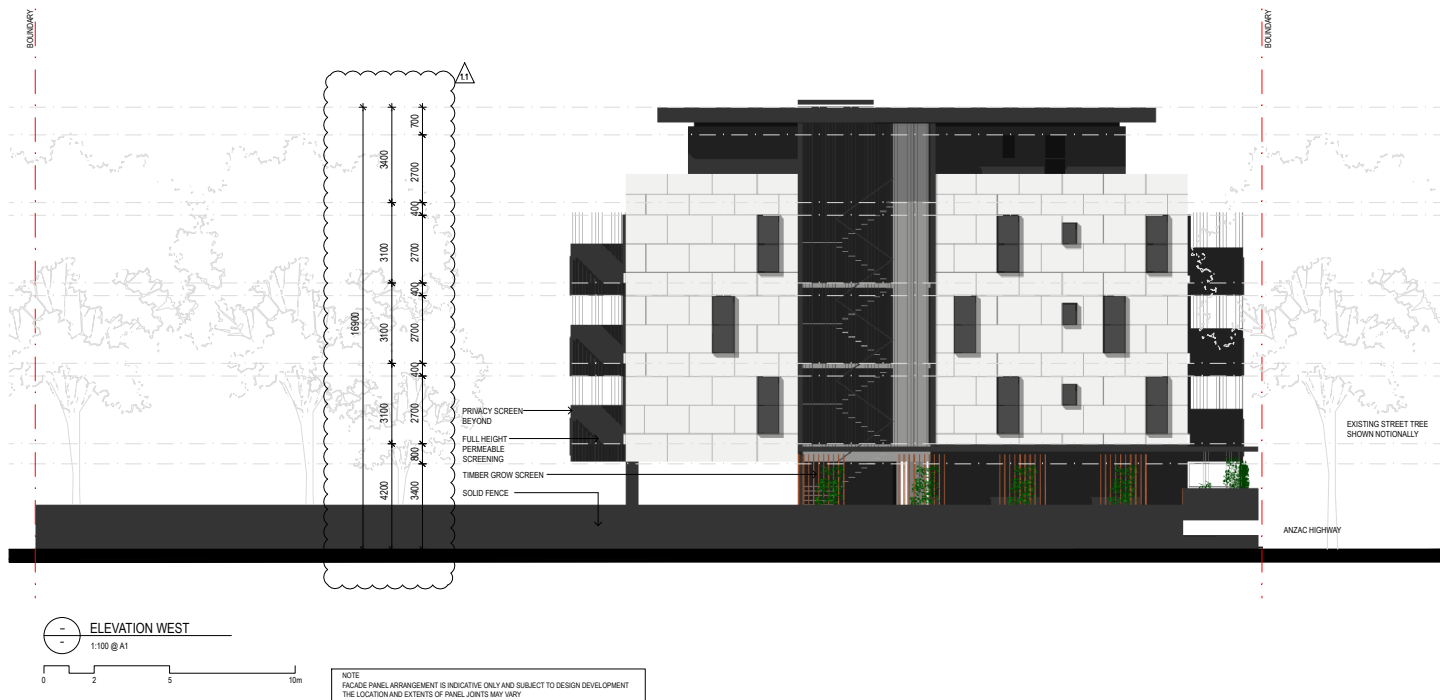 BOUNDARY
BOUNDARY
1.1
16900
3400
3100
3100
3100
4200
700
2700
400
2700
400
2700
400
2700
800
3400
PRIVACY SCREEN
BEYOND
FULL HEIGHT
PERMEABLE
SCREENING
TIMBER GROW SCREEN
SOLID FENCE
EXISTING STREET TREE
SHOWN NOTIONALLY
ANZAC HIGHWAY
ELEVATION WEST
1:100 @ A1
0 2 5 10m
NOTE
FACADE PANEL ARRANGEMENT IS INDICATIVE ONLY AND SUBJECT TO DESIGN DEVELOPMENT
THE LOCATION AND EXTENTS OF PANEL JOINTS MAY VARY